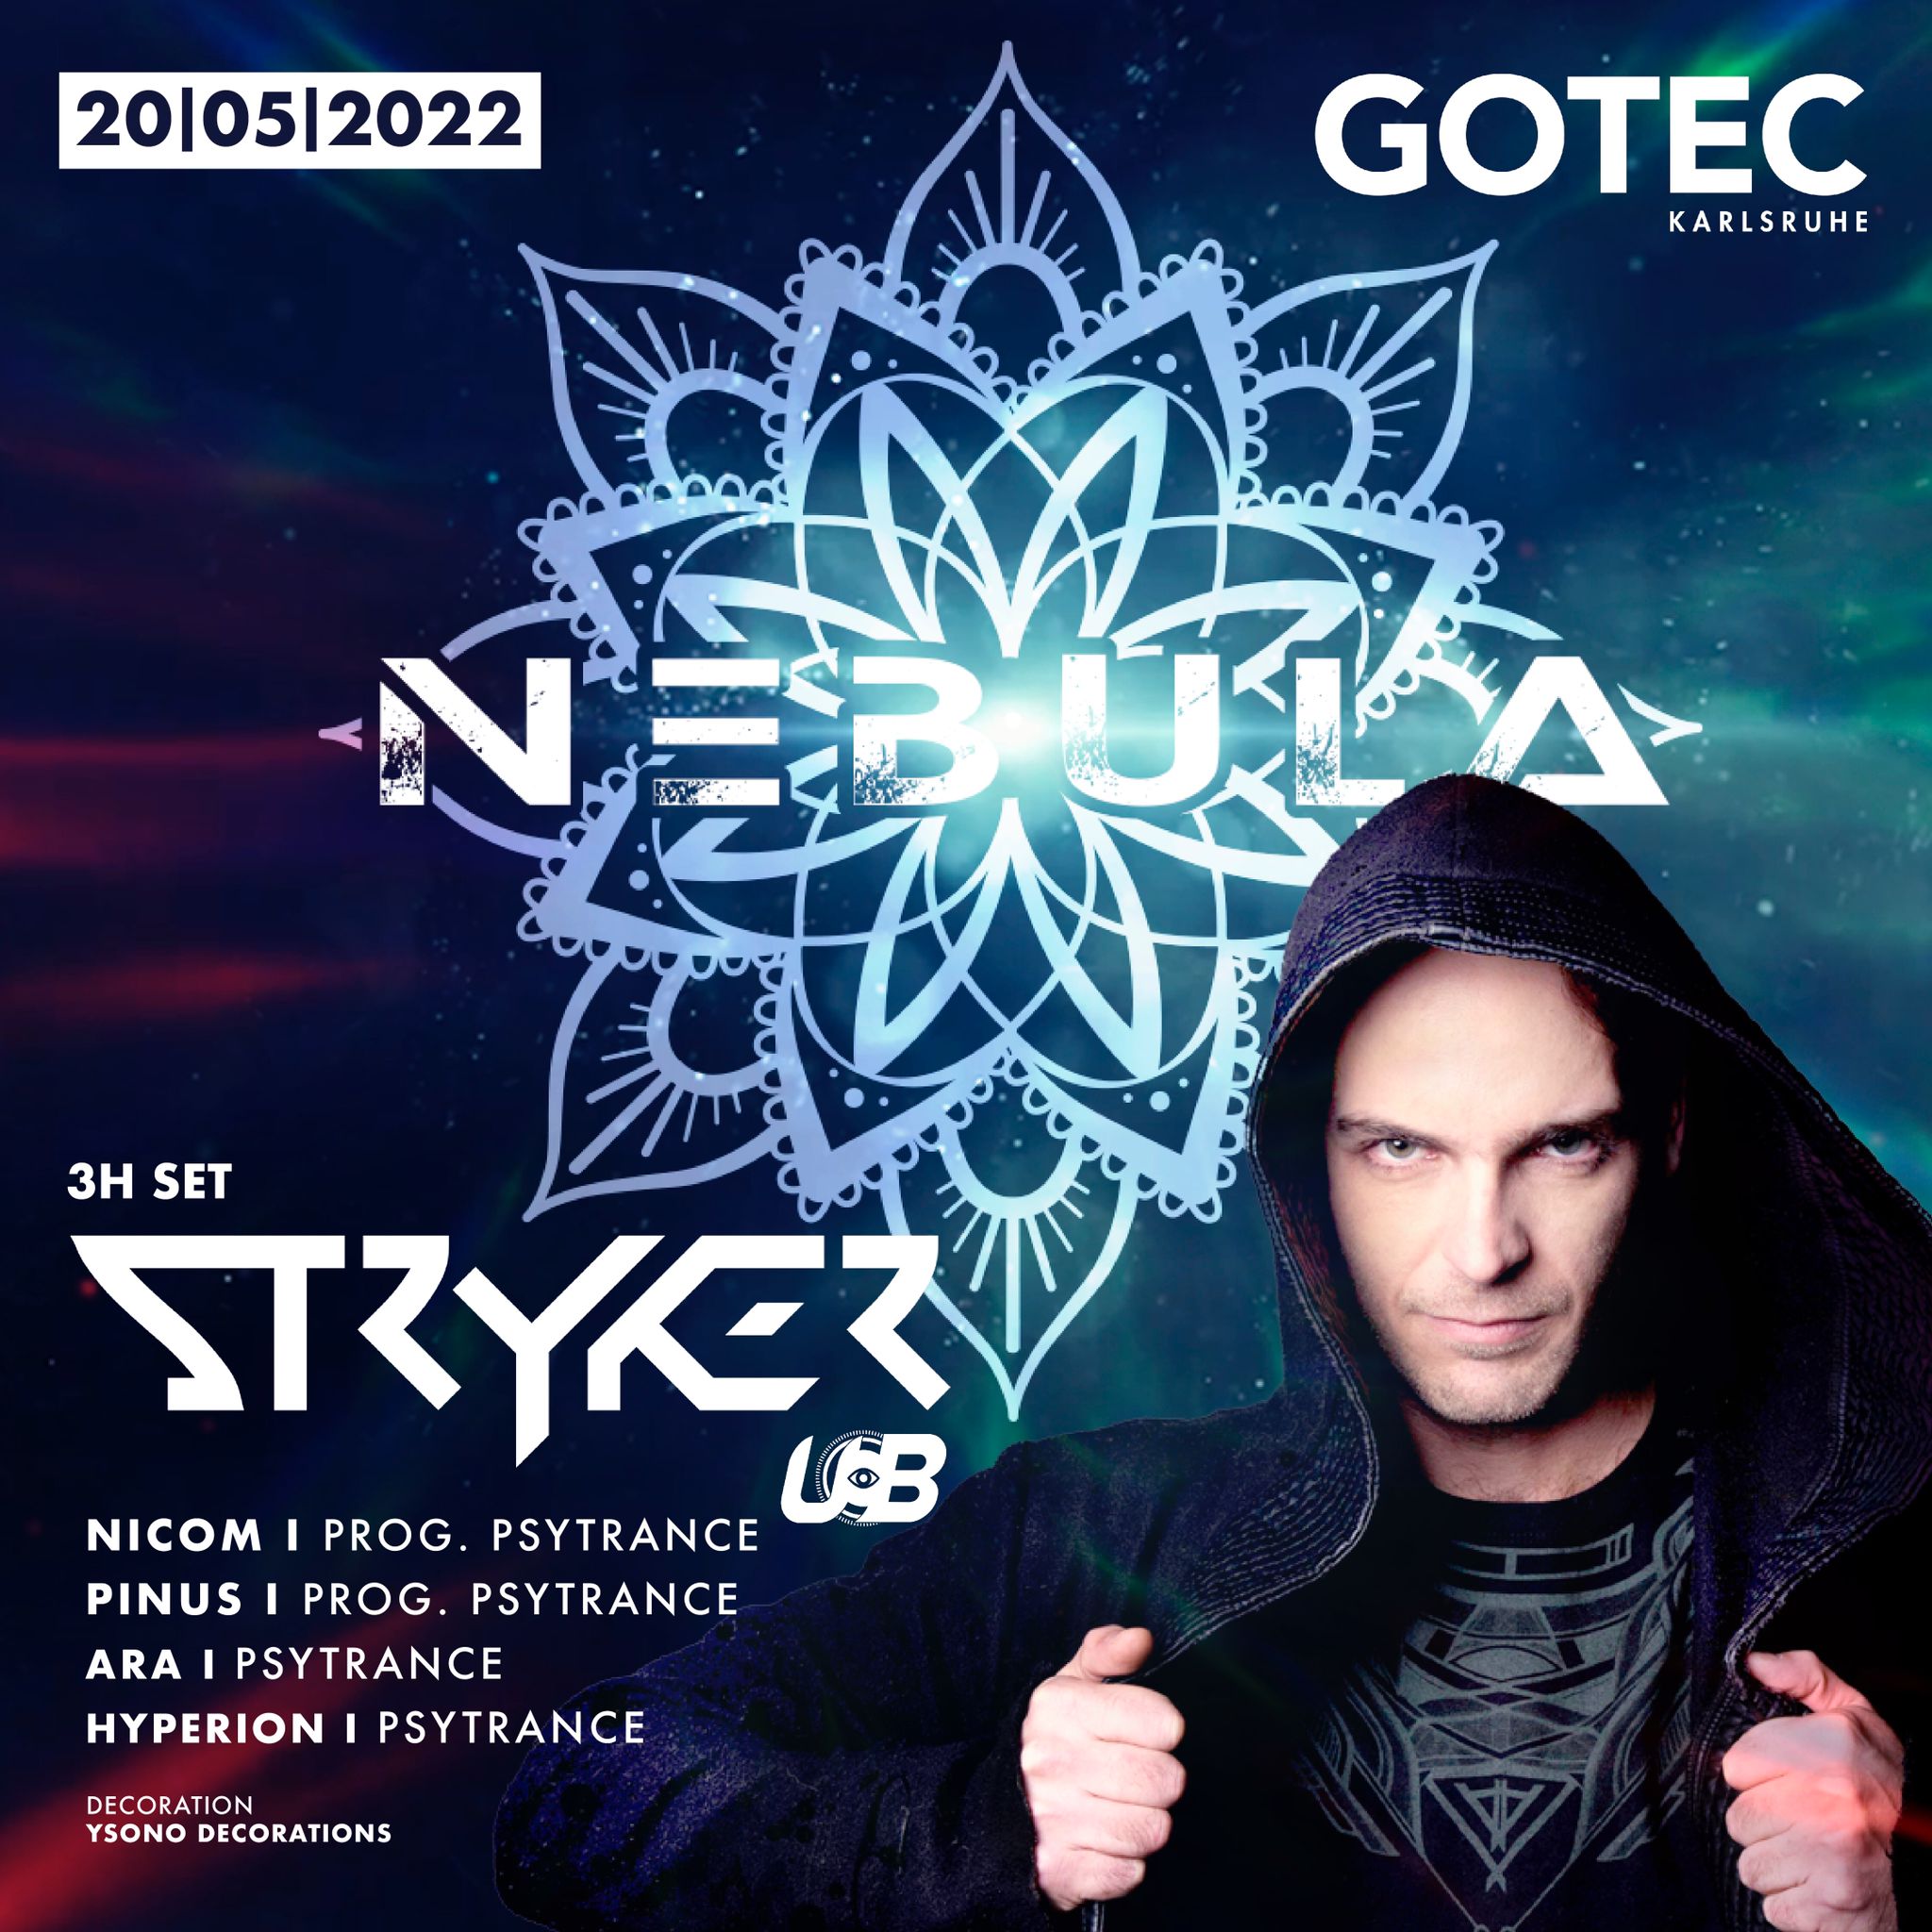 20|05|2022
GOTEC
KARLSRUHE
NEBULA
3H SET
STRYKER
USB
NICOM I PROG. PSYTRANCE
PINUS I PROG. PSYTRANCE
ARA I PSYTRANCE
HYPERION I PSYTRANCE
DECORATION
YSONO DECORATIONS